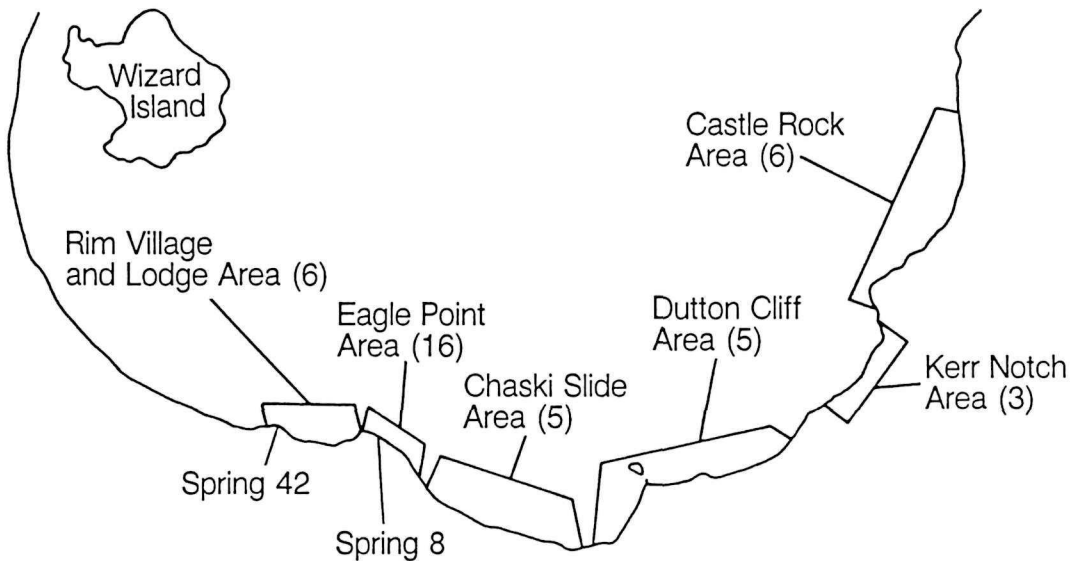 Wizard
Island
Castle Rock
Area (6)
Rim Village
and Lodge Area (6)
Eagle Point
Area (16)
Dutton Cliff
Area (5)
Chaski Slide
Area (5)
Kerr Notch
Area (3)
Spring 42
Spring 8